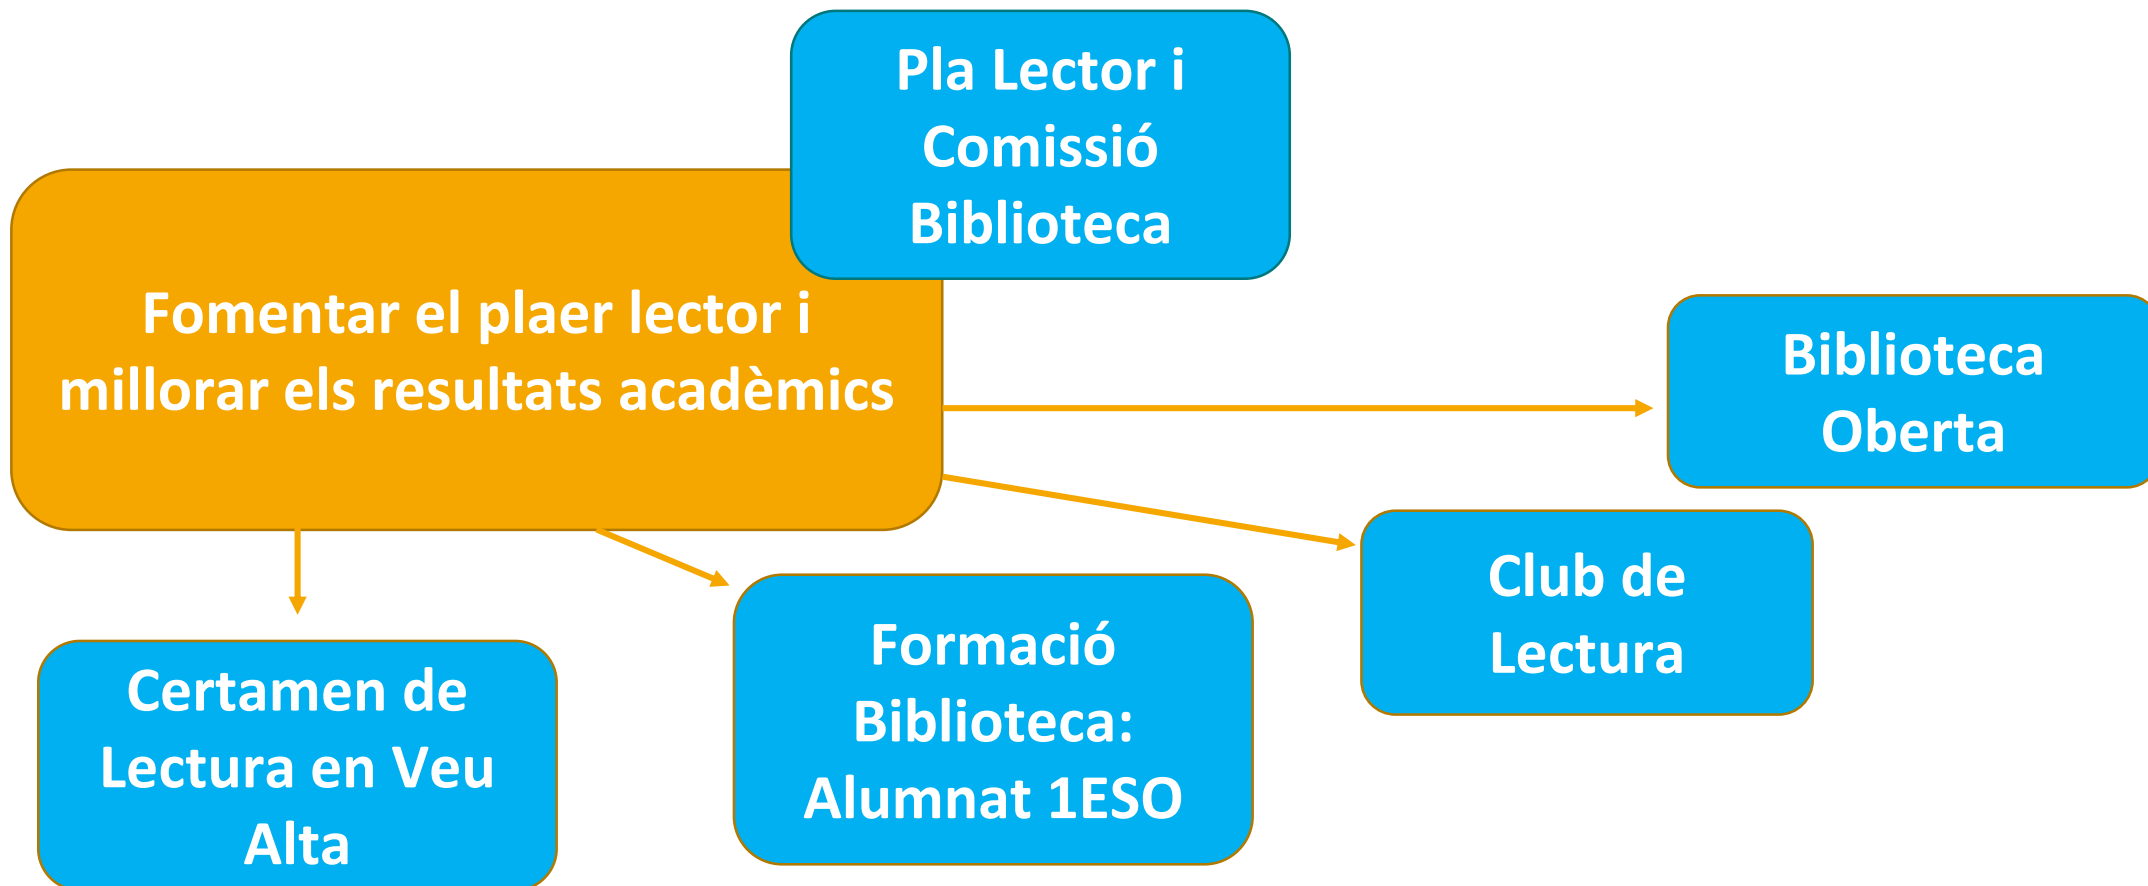 Pla Lector i
Comissió
Biblioteca
Fomentar el plaer lector i
millorar els resultats acadèmics
Biblioteca
Oberta
Club de
Lectura
Formació
Biblioteca:
Alumnat 1ESO
Certamen de
Lectura en Veu
Alta